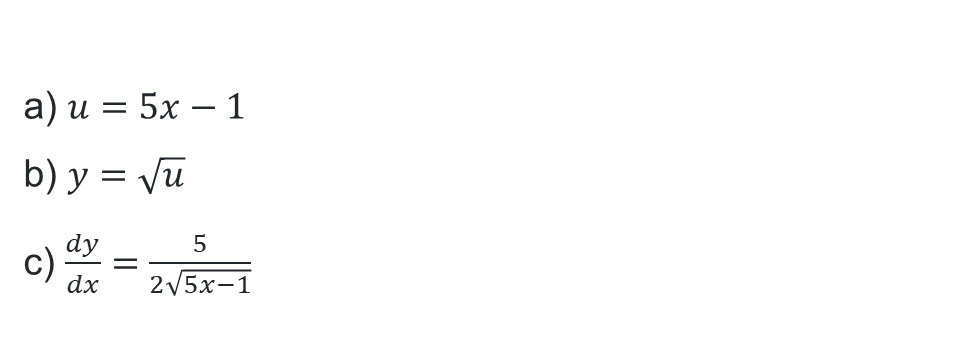 a) u = 5x − 1
b) y = √u
c) dy/dx = 5/(2√(5x−1))